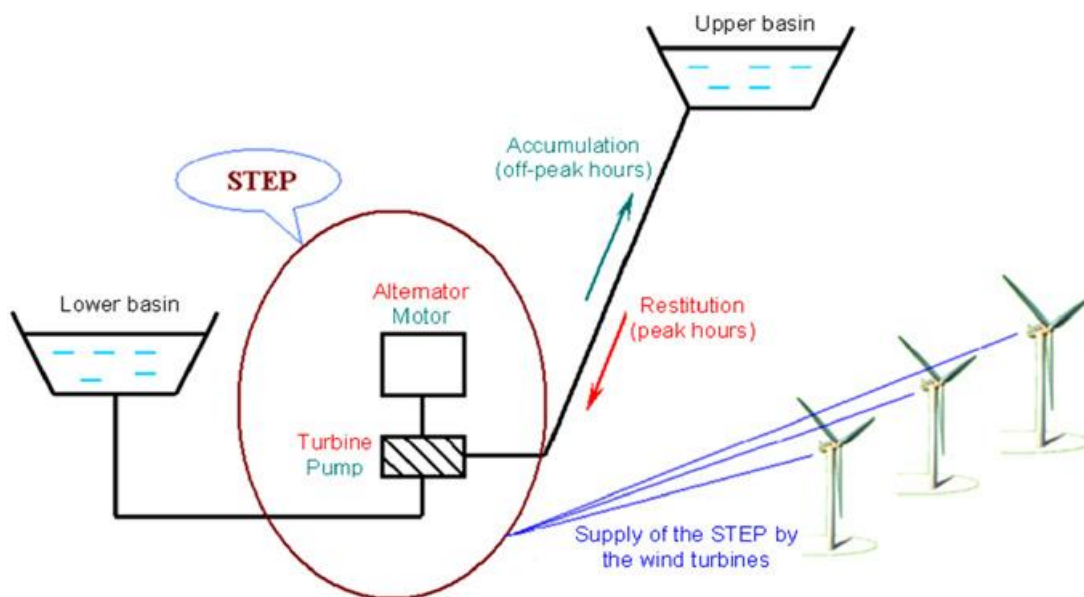 Upper basin
Accumulation
(off-peak hours)
STEP
Lower basin
Alternator
Motor
Restitution
(peak hours)
Turbine
Pump
Supply of the STEP by
the wind turbines